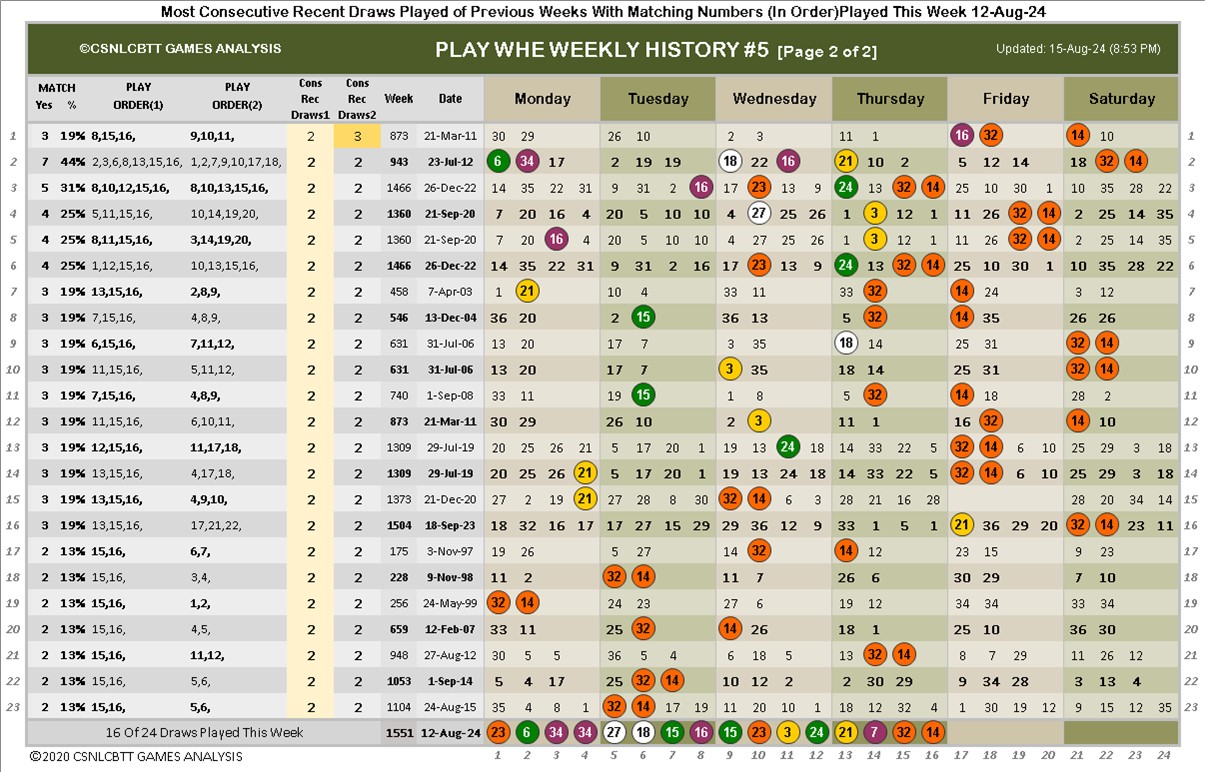 Most Consecutive Recent Draws Played of Previous Weeks With Matching Numbers (In Order)Played This Week 12-Aug-24
©CSNLCBTT GAMES ANALYSIS PLAY WHE WEEKLY HISTORY #5 [Page 2 of 2] Updated: 15-Aug-24 (8:53 PM)
MATCH Yes % PLAY ORDER(1) PLAY ORDER(2) Cons Rec Draws1 Cons Rec Draws2 Week Date Monday Tuesday Wednesday Thursday Friday Saturday
1 3 19% 8,15,16, 9,10,11, 2 3 873 21-Mar-11 30 29 26 10 2 3 11 1 16 32 14 10 1
2 7 44% 2,3,6,8,13,15,16, 1,2,7,9,10,17,18, 2 2 943 23-Jul-12 6 34 17 2 19 19 18 22 16 21 10 2 5 12 14 18 22 23 2
3 5 31% 8,10,12,15,16, 8,10,13,15,16, 2 2 1466 26-Dec-22 14 35 22 31 9 31 2 16 17 23 13 9 24 13 32 16 25 10 30 1 10 35 28 22 3
4 4 25% 5,11,15,16, 10,14,19,20, 2 2 1360 21-Sep-20 7 20 16 4 20 5 10 10 4 27 25 26 1 3 12 1 11 26 32 14 2 25 14 35 4
5 4 25% 8,11,15,16, 3,14,19,20, 2 2 1360 21-Sep-20 7 20 16 4 20 5 10 10 4 27 25 26 1 3 12 1 11 26 32 14 2 25 14 35 5
6 4 25% 1,12,15,16, 10,13,15,16, 2 2 1466 26-Dec-22 14 35 22 31 9 31 2 16 17 23 13 9 24 13 32 14 25 10 30 1 10 35 28 22 6
7 3 19% 13,15,16, 2,8,9, 2 2 458 7-Apr-03 1 21 10 4 33 11 33 32 14 24 3 12 7
8 3 19% 7,15,16, 4,8,9, 2 2 546 13-Dec-04 36 20 2 15 36 13 5 32 14 35 26 26 8
9 3 19% 6,15,16, 7,11,12, 2 2 631 31-Jul-06 13 20 17 7 3 35 18 14 25 31 32 14 9
10 3 19% 11,15,16, 5,11,12, 2 2 631 31-Jul-06 13 20 17 7 3 35 18 14 25 31 32 14 10
11 3 19% 7,15,16, 4,8,9, 2 2 740 1-Sep-08 33 11 19 15 1 8 5 32 14 18 28 2 11
12 3 19% 11,15,16, 6,10,11, 2 2 873 21-Mar-11 30 29 26 10 2 3 11 1 16 32 14 10 12
13 3 19% 12,15,16, 11,17,18, 2 2 1309 29-Jul-19 20 25 26 21 5 17 20 1 19 13 24 18 14 33 22 5 32 14 6 10 25 29 3 18 13
14 3 19% 13,15,16, 4,17,18, 2 2 1309 29-Jul-19 20 25 26 21 5 17 20 1 19 13 24 18 14 33 22 5 32 14 6 10 25 29 3 18 14
15 3 19% 13,15,16, 4,9,10, 2 2 1373 21-Dec-20 27 2 19 21 27 28 8 30 32 14 6 3 28 21 16 28 28 20 34 14 15
16 3 19% 13,15,16, 17,21,22, 2 2 1504 18-Sep-23 18 32 16 17 17 27 15 29 29 36 12 9 33 1 5 1 21 36 29 20 32 14 23 11 16
17 2 13% 15,16, 6,7, 2 2 175 3-Nov-97 19 26 5 27 14 32 14 12 23 15 9 23 17
18 2 13% 15,16, 3,4, 2 2 228 9-Nov-98 11 2 32 14 11 7 26 6 30 29 7 10 18
19 2 13% 15,16, 1,2, 2 2 256 24-May-99 32 14 24 23 27 6 19 12 34 34 33 34 19
20 2 13% 15,16, 4,5, 2 2 659 12-Feb-07 33 11 25 32 14 26 18 1 25 10 36 30 20
21 2 13% 15,16, 11,12, 2 2 948 27-Aug-12 30 5 5 36 5 4 6 18 5 13 32 14 8 7 29 11 26 12 21
22 2 13% 15,16, 5,6, 2 2 1053 1-Sep-14 5 4 17 25 32 14 10 12 2 2 30 29 9 34 28 3 13 4 22
23 2 13% 15,16, 5,6, 2 2 1104 24-Aug-15 35 4 8 1 32 14 17 19 11 20 10 1 18 12 32 4 1 30 19 12 9 15 12 35 23
16 Of 24 Draws Played This Week 1551 12-Aug-24 23 6 34 34 27 18 15 16 15 23 3 24 21 7 32 14
©2020 CSNLCBTT GAMES ANALYSIS 1 2 3 4 5 6 7 8 9 10 11 12 13 14 15 16 17 18 19 20 21 22 23 24